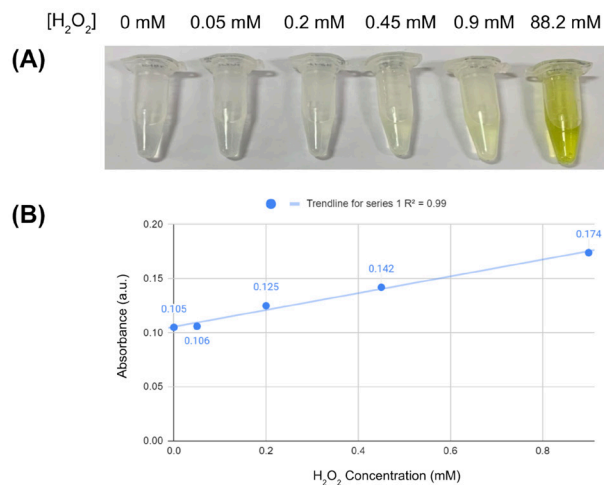 [H₂O₂] 0 mM 0.05 mM 0.2 mM 0.45 mM 0.9 mM 88.2 mM
(A)
(B)
Trendline for series 1 R² = 0.99
0.20
0.174
0.15
0.142
0.125
0.105
0.10
0.106
0.05
0.00
0.0 0.2 0.4 0.6 0.8
Absorbance (a.u.)
H₂O₂ Concentration (mM)